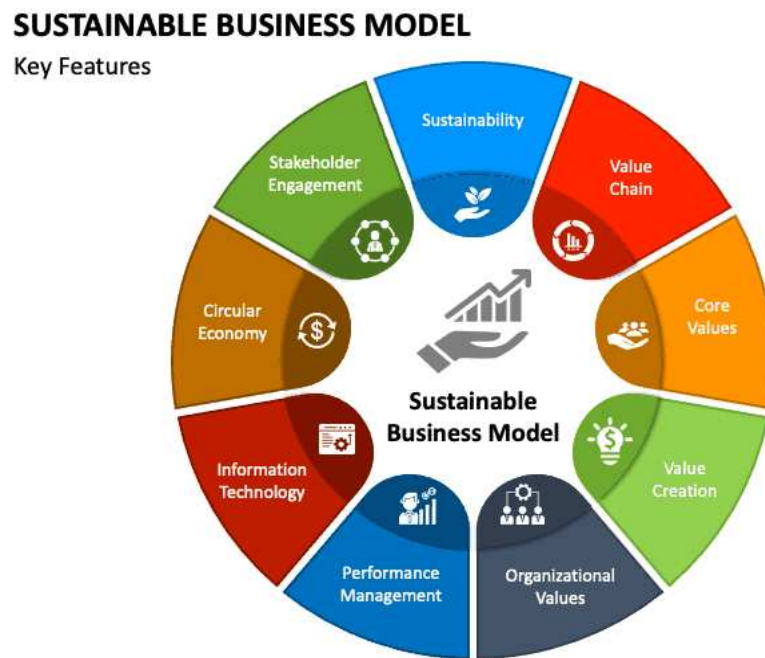 SUSTAINABLE BUSINESS MODEL
Key Features
Sustainability
Value
Chain
Core
Values
Value
Creation
Organizational
Values
Performance
Management
Information
Technology
Circular
Economy
Stakeholder
Engagement
Sustainable
Business Model
$
$